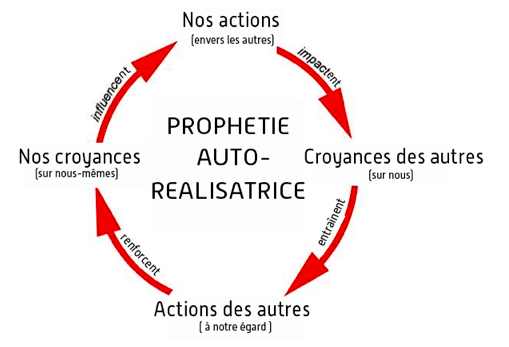 Nos actions
(envers les autres)
influencent
impactent
PROPHETIE
AUTO-
REALISATRICE
Nos croyances
(sur nous-mêmes)
Croyances des autres
(sur nous)
renforcent
entraînent
Actions des autres
( à notre égard )